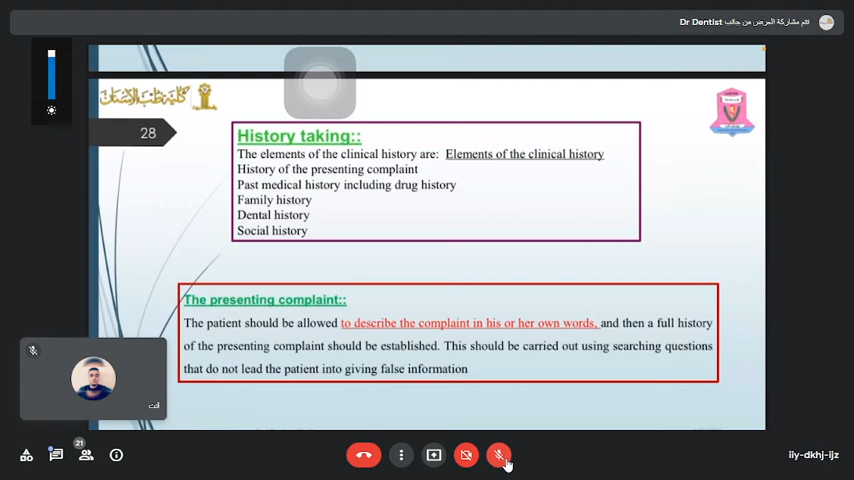 تتم مشاركة العرض من جانب Dr Dentist
كلية طب الأسنان
28
History taking::
The elements of the clinical history are: Elements of the clinical history
History of the presenting complaint
Past medical history including drug history
Family history
Dental history
Social history
The presenting complaint::
The patient should be allowed to describe the complaint in his or her own words, and then a full history
of the presenting complaint should be established. This should be carried out using searching questions
that do not lead the patient into giving false information
أنت
21
iiy-dkhj-ijz